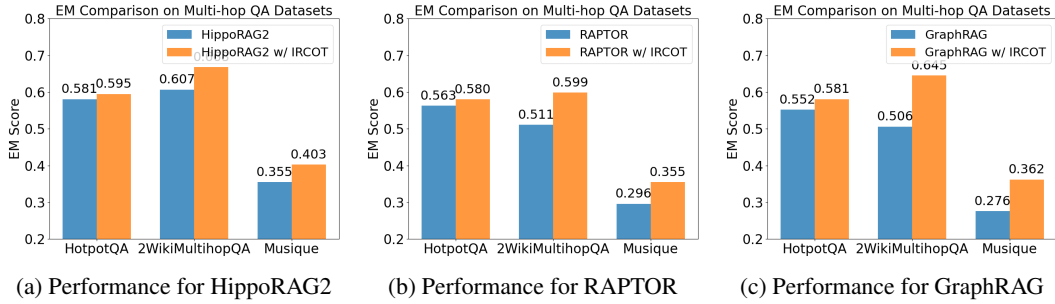 EM Comparison on Multi-hop QA Datasets
HippoRAG2
HippoRAG2 w/ IRCOT
EM Score
0.8
0.7
0.6
0.5
0.4
0.3
0.2
0.581
0.595
0.607
0.355
0.403
HotpotQA 2WikiMultihopQA Musique
(a) Performance for HippoRAG2
EM Comparison on Multi-hop QA Datasets
RAPTOR
RAPTOR w/ IRCOT
EM Score
0.8
0.7
0.6
0.5
0.4
0.3
0.2
0.563
0.580
0.511
0.599
0.296
0.355
HotpotQA 2WikiMultihopQA Musique
(b) Performance for RAPTOR
EM Comparison on Multi-hop QA Datasets
GraphRAG
GraphRAG w/ IRCOT
EM Score
0.8
0.7
0.6
0.5
0.4
0.3
0.2
0.552
0.581
0.506
0.645
0.276
0.362
HotpotQA 2WikiMultihopQA Musique
(c) Performance for GraphRAG